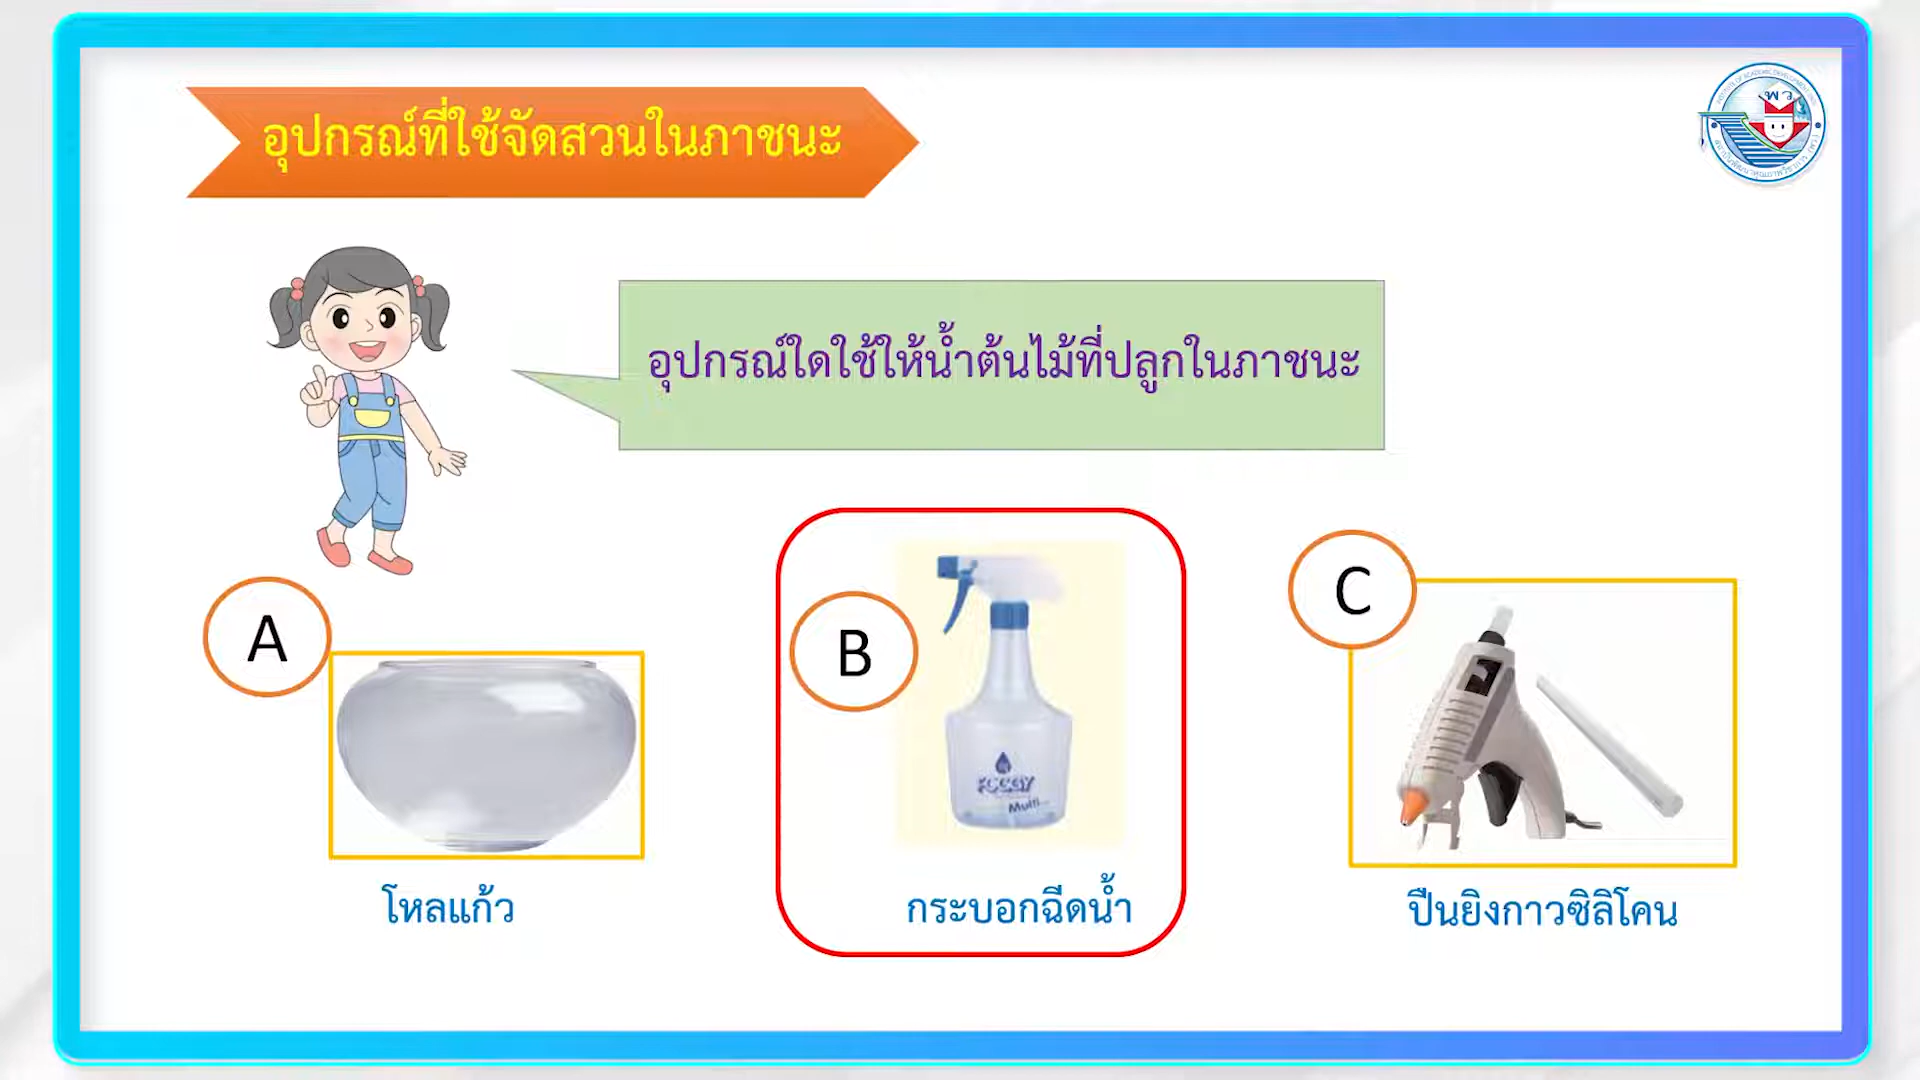 อุปกรณ์ที่ใช้จัดสวนในภาชนะ
พว
อุปกรณ์ใดใช้ให้น้ำต้นไม้ที่ปลูกในภาชนะ
A
B
C
Multi
โหลแก้ว
กระบอกฉีดน้ำ
ปืนยิงกาวซิลิโคน